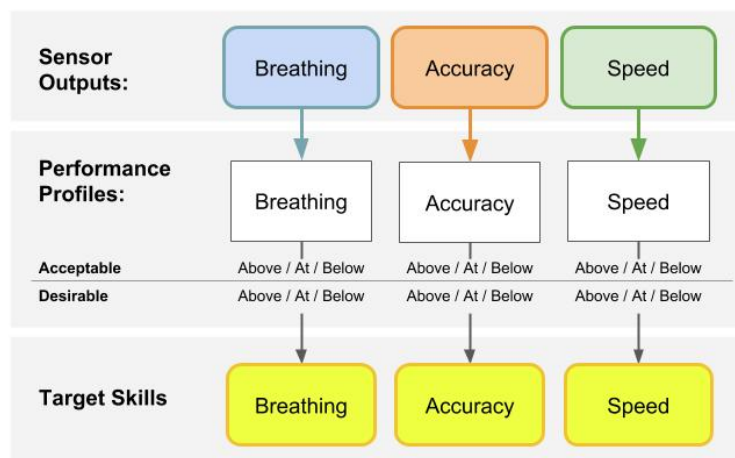 Sensor
Outputs:
Breathing
Accuracy
Speed
Performance
Profiles:
Breathing
Accuracy
Speed
Acceptable
Above / At / Below
Above / At / Below
Above / At / Below
Desirable
Above / At / Below
Above / At / Below
Above / At / Below
Target Skills
Breathing
Accuracy
Speed